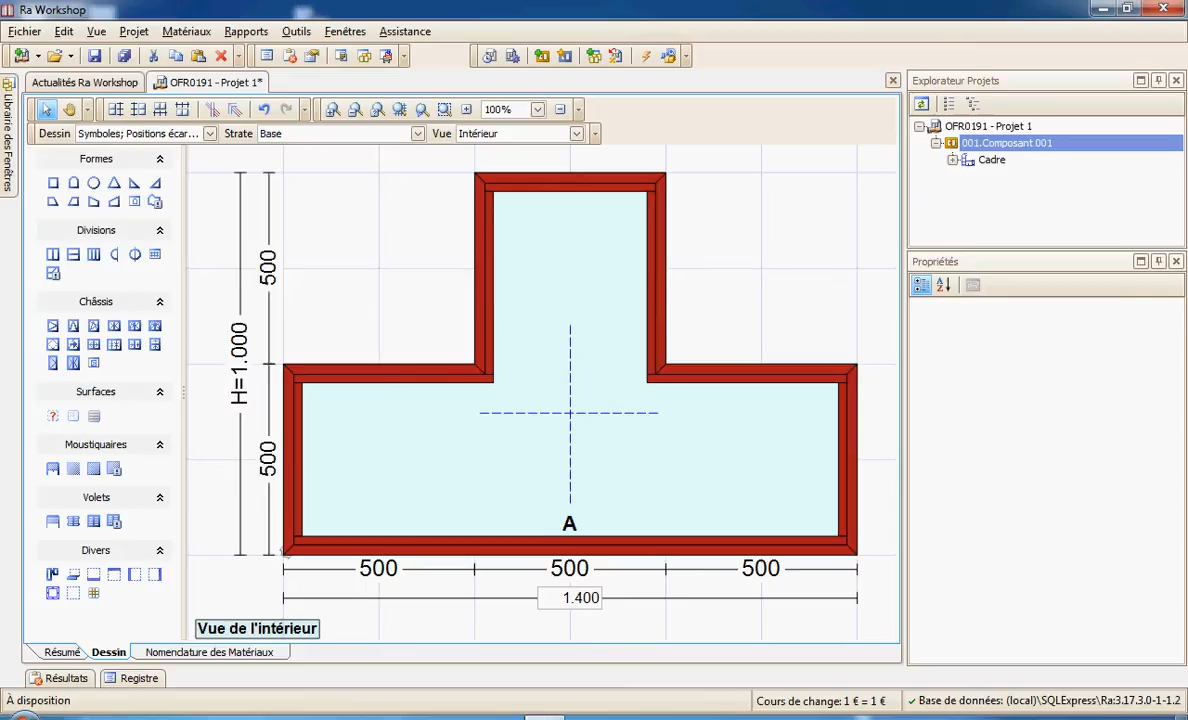 Ra Workshop
Fichier Edit Vue Projet Matériaux Rapports Outils Fenêtres Assistance
Actualités Ra Workshop OFR0191 - Projet 1*
100%
Dessin Symboles; Positions écar... Strate Base Vue Intérieur
Librairie des Fenêtres
Formes
Divisions
Châssis
Surfaces
Moustiquaires
Volets
Divers
H=1.000
500
500
A
500 500 500
1.400
Vue de l'intérieur
Résumé Dessin Nomenclature des Matériaux
Explorateur Projets
OFR0191 - Projet 1
001.Composant 001
Cadre
Propriétés
Résultats Registre
À disposition
Cours de change: 1 € = 1 €
Base de données: (local)\SQLExpress\Ra:3.17.3.0-1-1.2